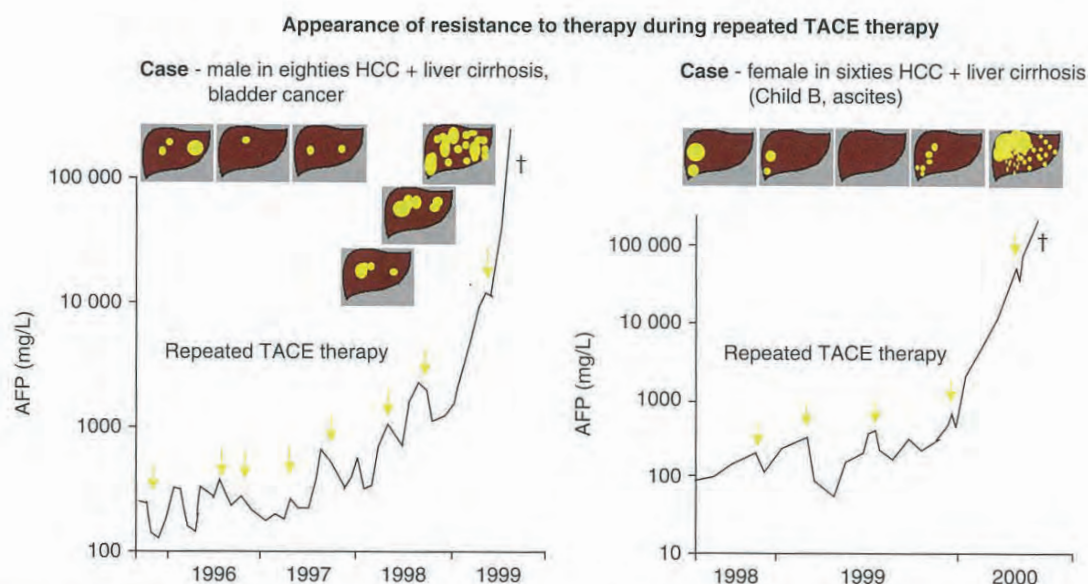 Appearance of resistance to therapy during repeated TACE therapy
Case - male in eighties HCC + liver cirrhosis,
bladder cancer
100 000
10 000
1000
100
AFP (mg/L)
Repeated TACE therapy
†
1996
1997
1998
1999
Case - female in sixties HCC + liver cirrhosis
(Child B, ascites)
100 000
10 000
1000
100
10
AFP (mg/L)
Repeated TACE therapy
†
1998
1999
2000